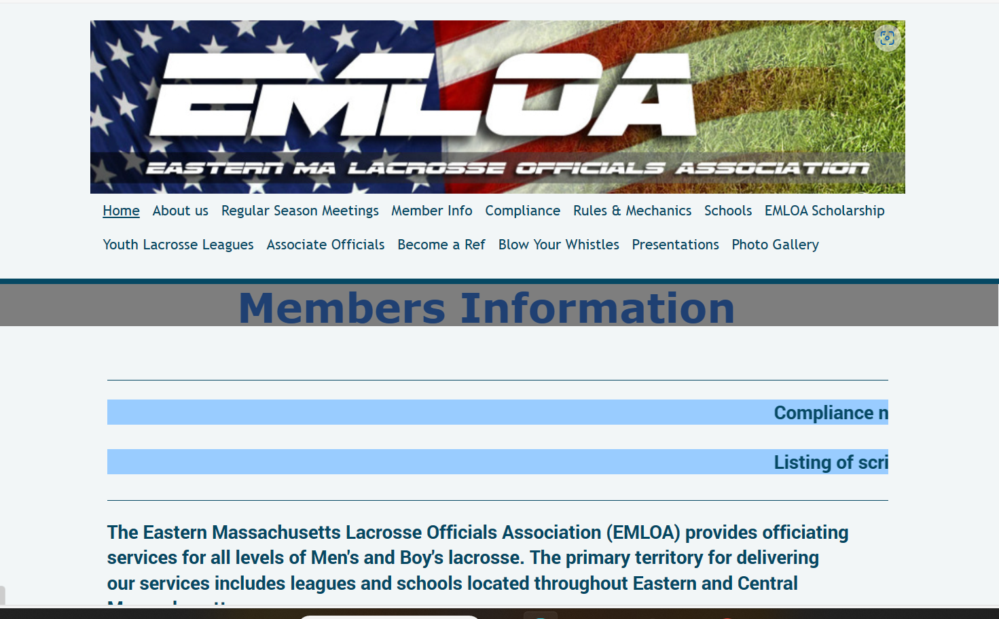 EMLOA
EASTERN MA LACROSSE OFFICIALS ASSOCIATION
Home About us Regular Season Meetings Member Info Compliance Rules & Mechanics Schools EMLOA Scholarship
Youth Lacrosse Leagues Associate Officials Become a Ref Blow Your Whistles Presentations Photo Gallery
Members Information
Compliance n
Listing of scri
The Eastern Massachusetts Lacrosse Officials Association (EMLOA) provides officiating
services for all levels of Men's and Boy's lacrosse. The primary territory for delivering
our services includes leagues and schools located throughout Eastern and Central